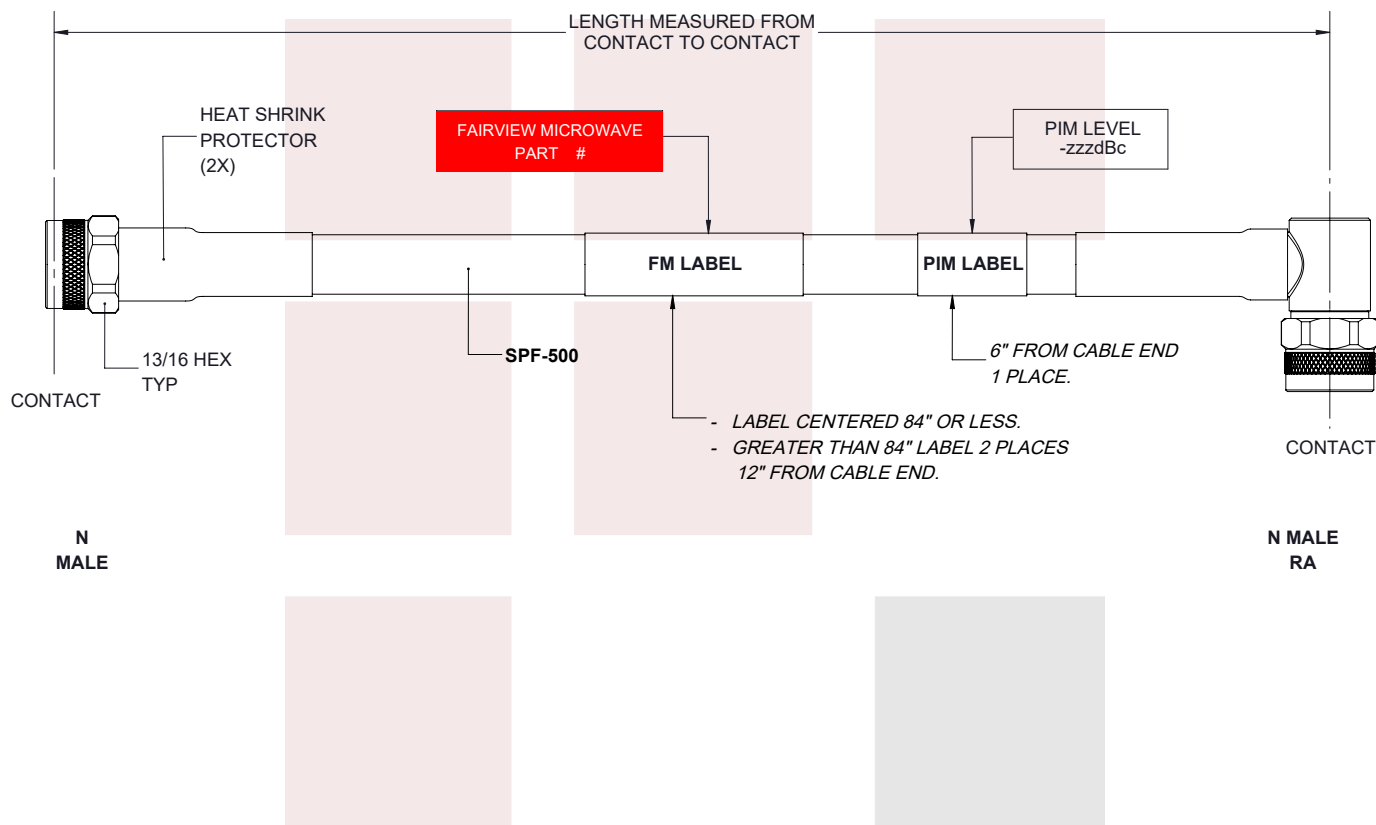 LENGTH MEASURED FROM
CONTACT TO CONTACT
HEAT SHRINK
PROTECTOR
(2X)
FAIRVIEW MICROWAVE
PART #
PIM LEVEL
-zzzdBc
FM LABEL
PIM LABEL
13/16 HEX
TYP
SPF-500
6" FROM CABLE END
1 PLACE.
CONTACT
- LABEL CENTERED 84" OR LESS.
- GREATER THAN 84" LABEL 2 PLACES
12" FROM CABLE END.
CONTACT
N
MALE
N MALE
RA